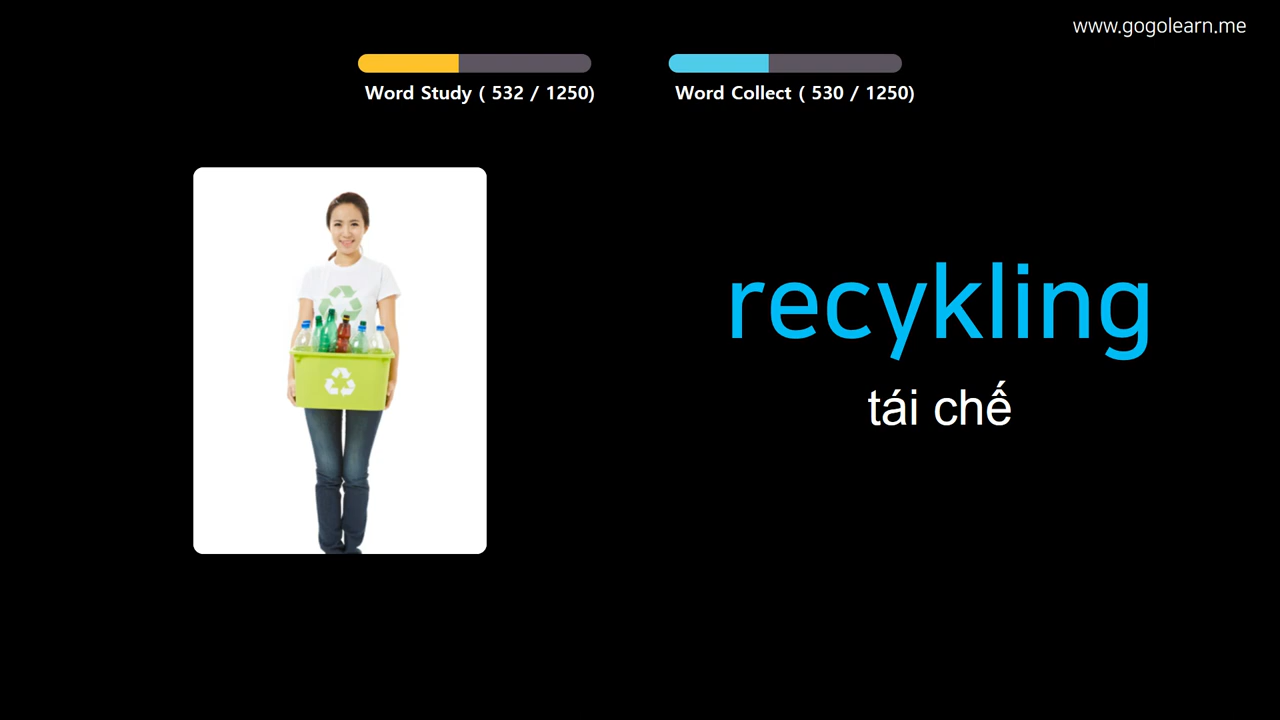 www.gogolearn.me
Word Study ( 532 / 1250)
Word Collect ( 530 / 1250)
recykling
tái chế